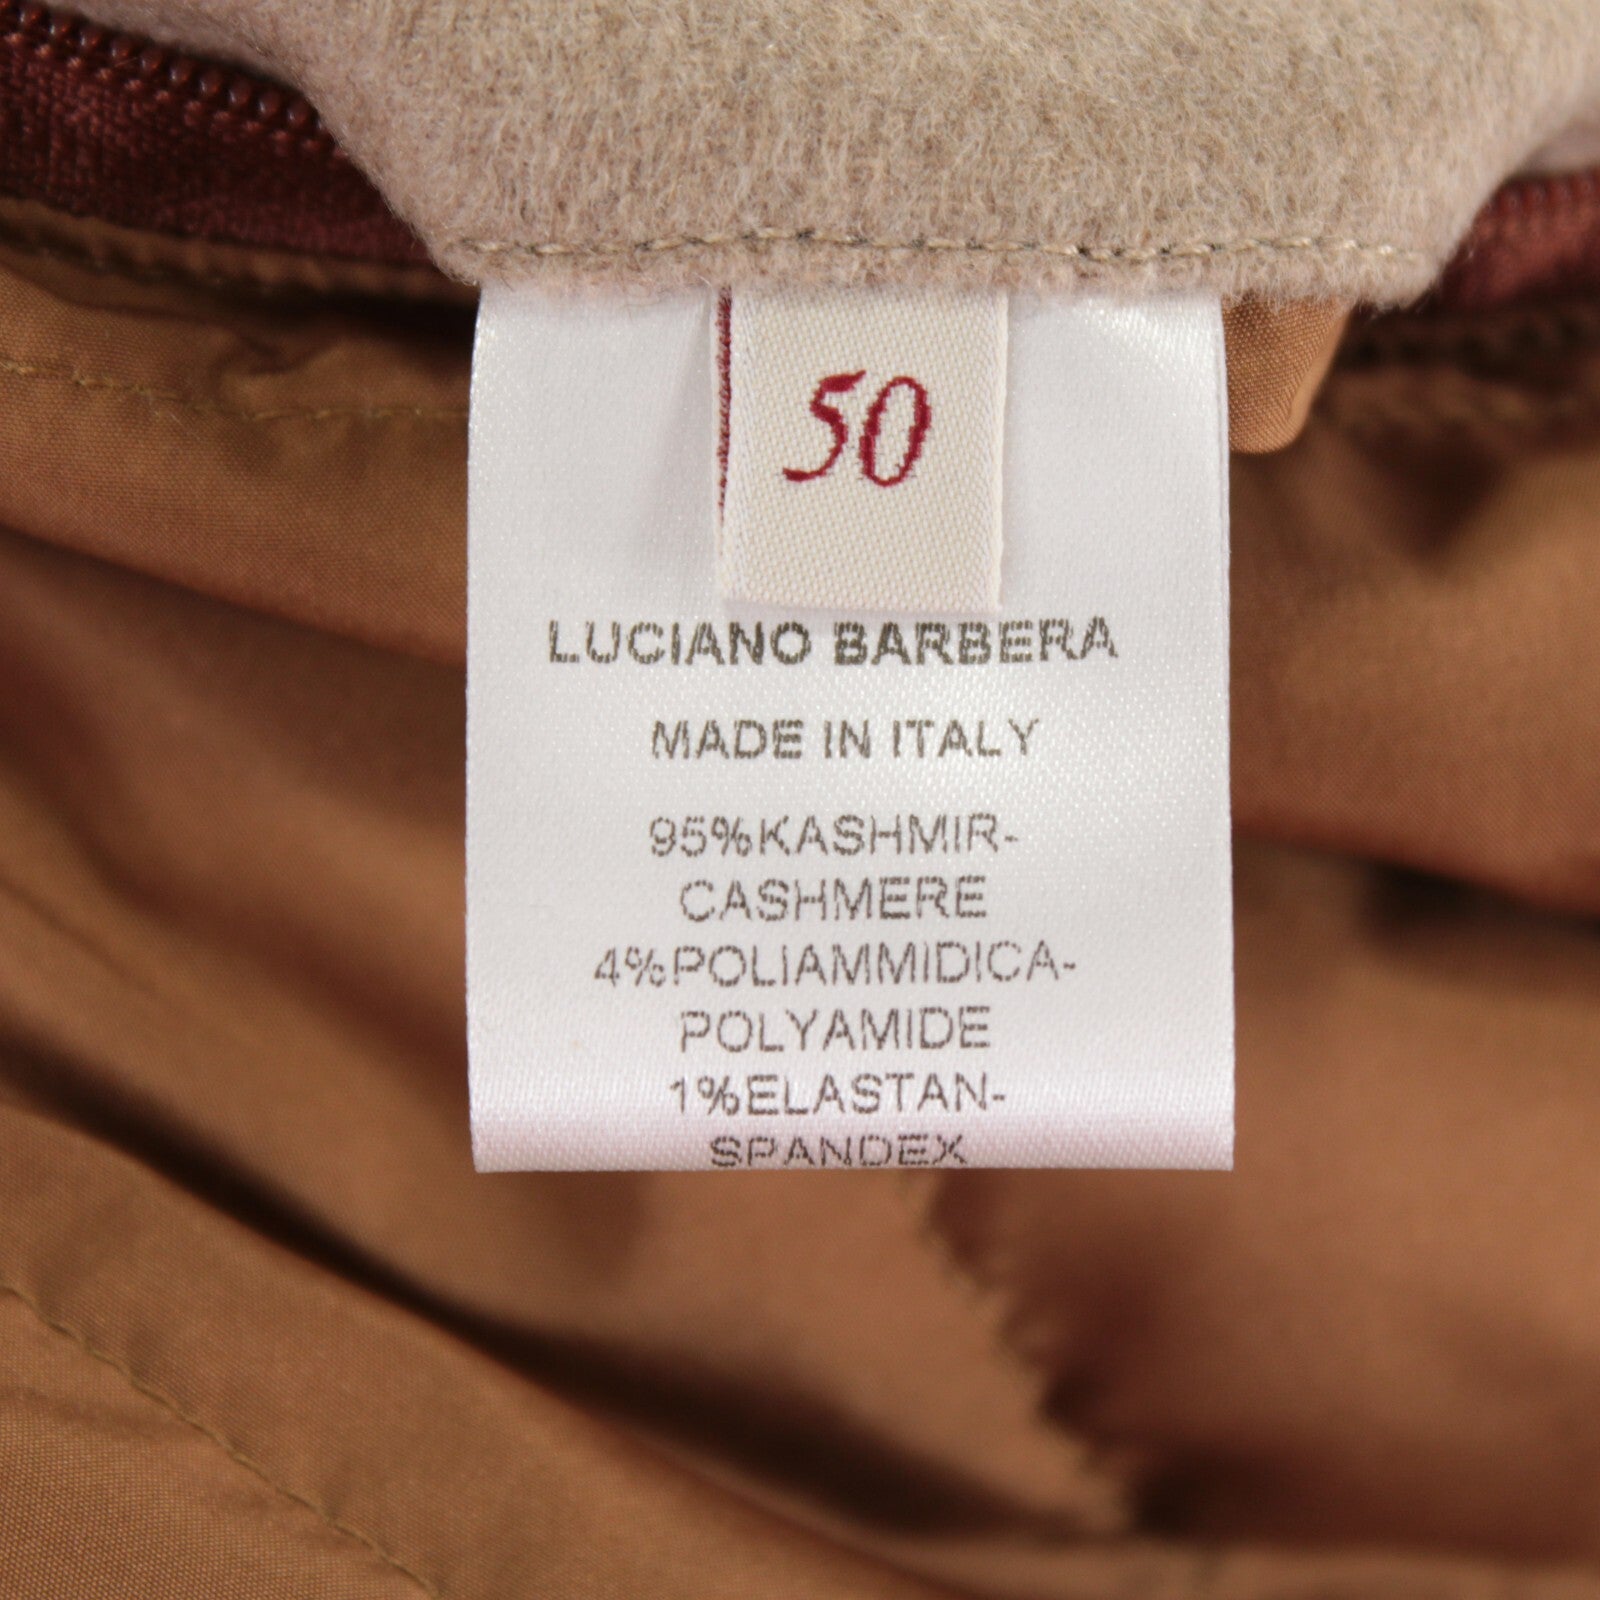 50
LUCIANO BARBERA
MADE IN ITALY
95%KASHMIR-
CASHMERE
4%POLIAMMIDICA-
POLYAMIDE
1%ELASTAN-
SPANDEX